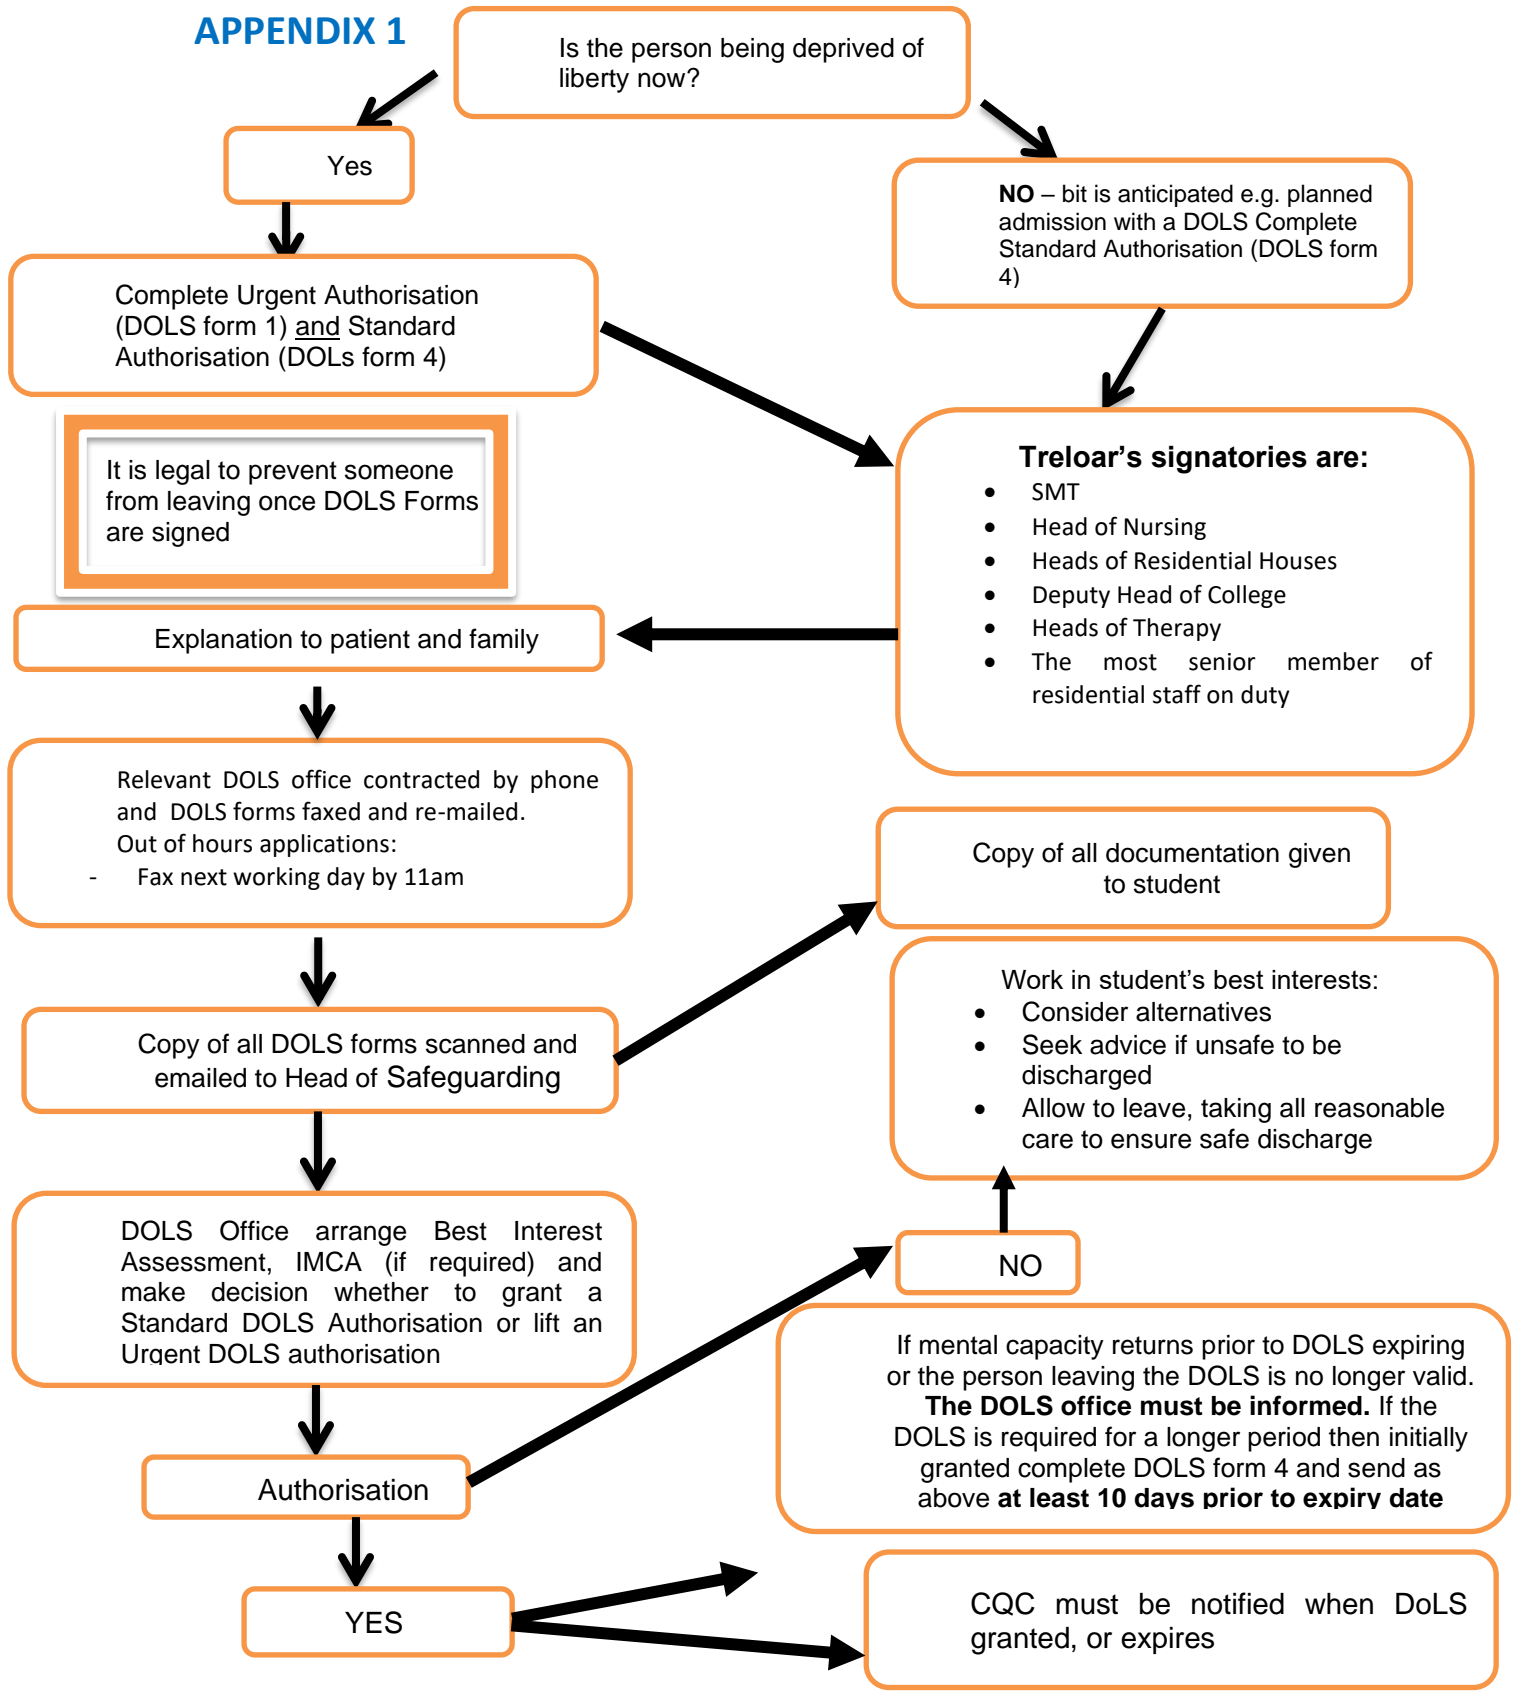 APPENDIX 1
Is the person being deprived of
liberty now?
Yes
NO – bit is anticipated e.g. planned
admission with a DOLS Complete
Standard Authorisation (DOLS form
4)
Complete Urgent Authorisation
(DOLS form 1) and Standard
Authorisation (DOLs form 4)
It is legal to prevent someone
from leaving once DOLS Forms
are signed
Treloar’s signatories are:
• SMT
• Head of Nursing
• Heads of Residential Houses
• Deputy Head of College
• Heads of Therapy
• The most senior member of
residential staff on duty
Explanation to patient and family
Relevant DOLS office contracted by phone
and DOLS forms faxed and re-mailed.
Out of hours applications:
- Fax next working day by 11am
Copy of all documentation given
to student
Copy of all DOLS forms scanned and
emailed to Head of Safeguarding
Work in student’s best interests:
• Consider alternatives
• Seek advice if unsafe to be
discharged
• Allow to leave, taking all reasonable
care to ensure safe discharge
DOLS Office arrange Best Interest
Assessment, IMCA (if required) and
make decision whether to grant a
Standard DOLS Authorisation or lift an
Urgent DOLS authorisation
NO
If mental capacity returns prior to DOLS expiring
or the person leaving the DOLS is no longer valid.
The DOLS office must be informed. If the
DOLS is required for a longer period then initially
granted complete DOLS form 4 and send as
above at least 10 days prior to expiry date
Authorisation
YES
CQC must be notified when DoLS
granted, or expires